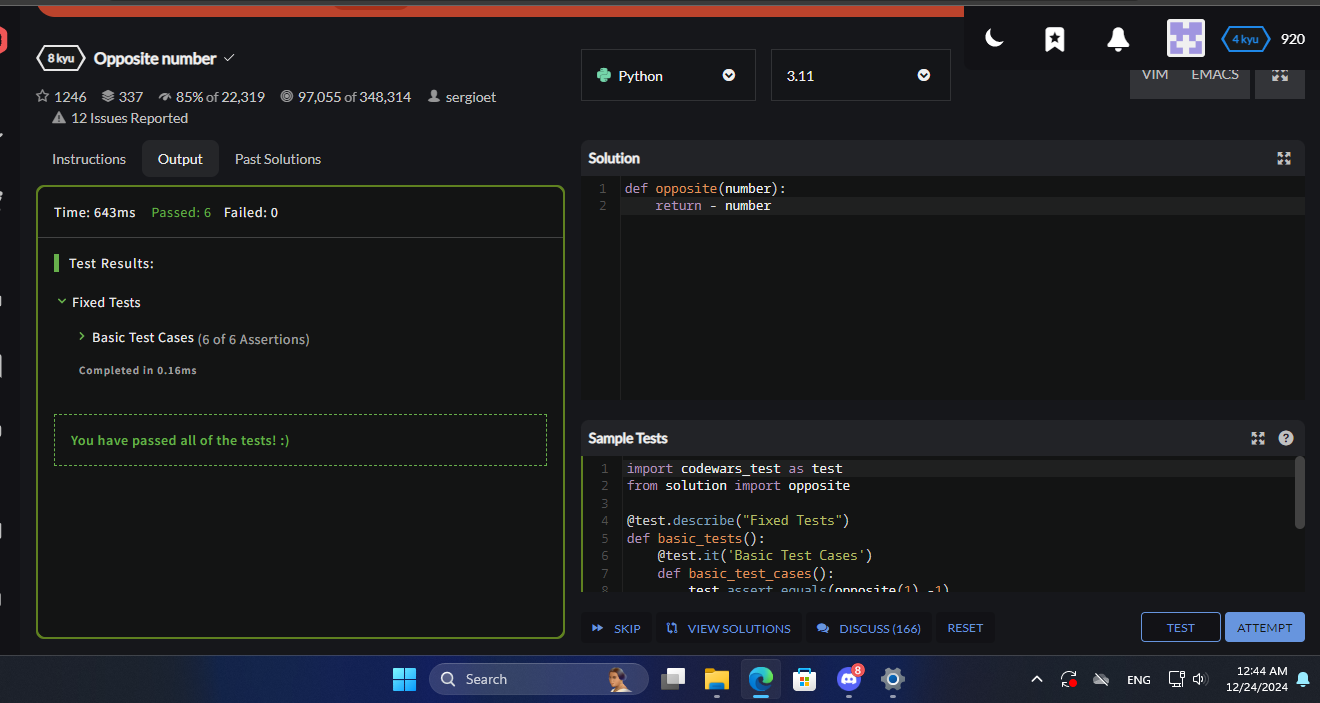 8 kyu Opposite number
1246 337 85% of 22,319 97,055 of 348,314 sergioet
12 Issues Reported
Instructions Output Past Solutions
Time: 643ms Passed: 6 Failed: 0
Test Results:
Fixed Tests
Basic Test Cases (6 of 6 Assertions)
Completed in 0.16ms
You have passed all of the tests! :)
4 kyu 920
Python 3.11
VIM EMACS
Solution
1 def opposite(number):
2 return - number
Sample Tests
?
1 import codewars_test as test
2 from solution import opposite
3
4 @test.describe("Fixed Tests")
5 def basic_tests():
6 @test.it('Basic Test Cases')
7 def basic_test_cases():
8 test.assert_equals(opposite(1),-1)
SKIP VIEW SOLUTIONS DISCUSS (166) RESET TEST ATTEMPT
Search
8
ENG
12:44 AM
12/24/2024